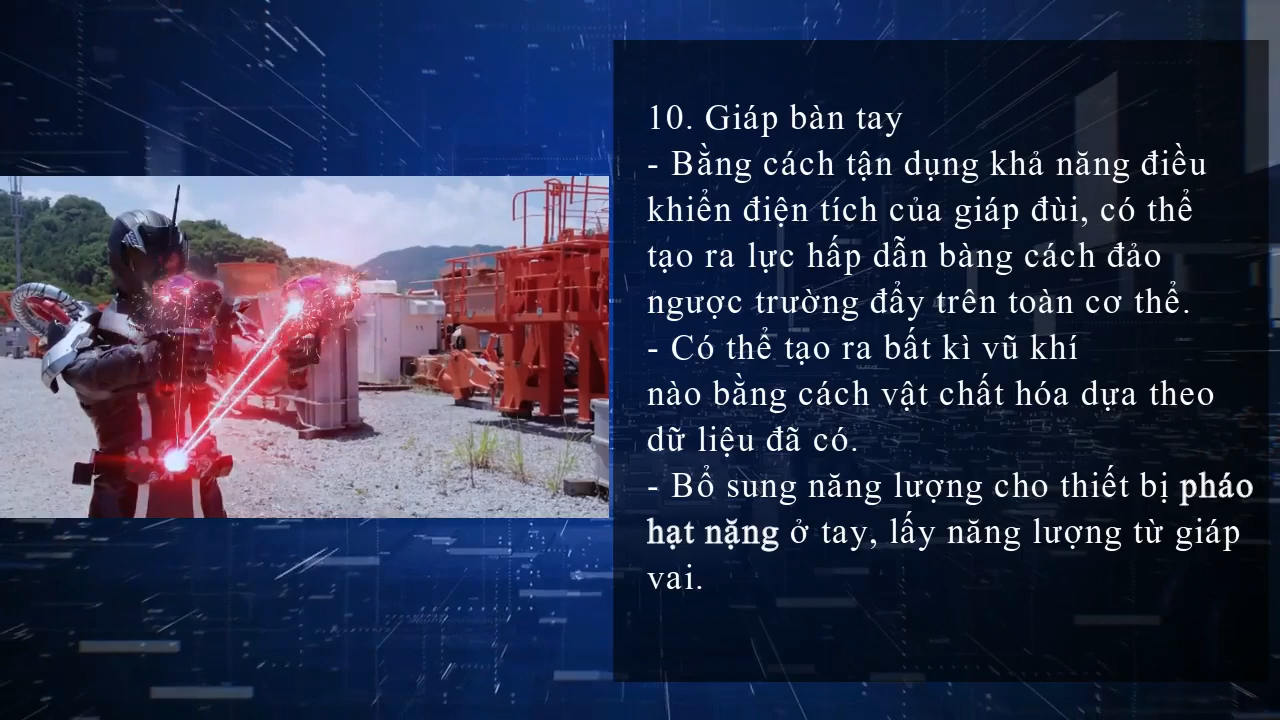 10. Giáp bàn tay
- Bằng cách tận dụng khả năng điều
khiển điện tích của giáp đùi, có thể
tạo ra lực hấp dẫn bàng cách đảo
ngược trường đẩy trên toàn cơ thể.
- Có thể tạo ra bất kì vũ khí
nào bằng cách vật chất hóa dựa theo
dữ liệu đã có.
- Bổ sung năng lượng cho thiết bị pháo
hạt nặng ở tay, lấy năng lượng từ giáp
vai.